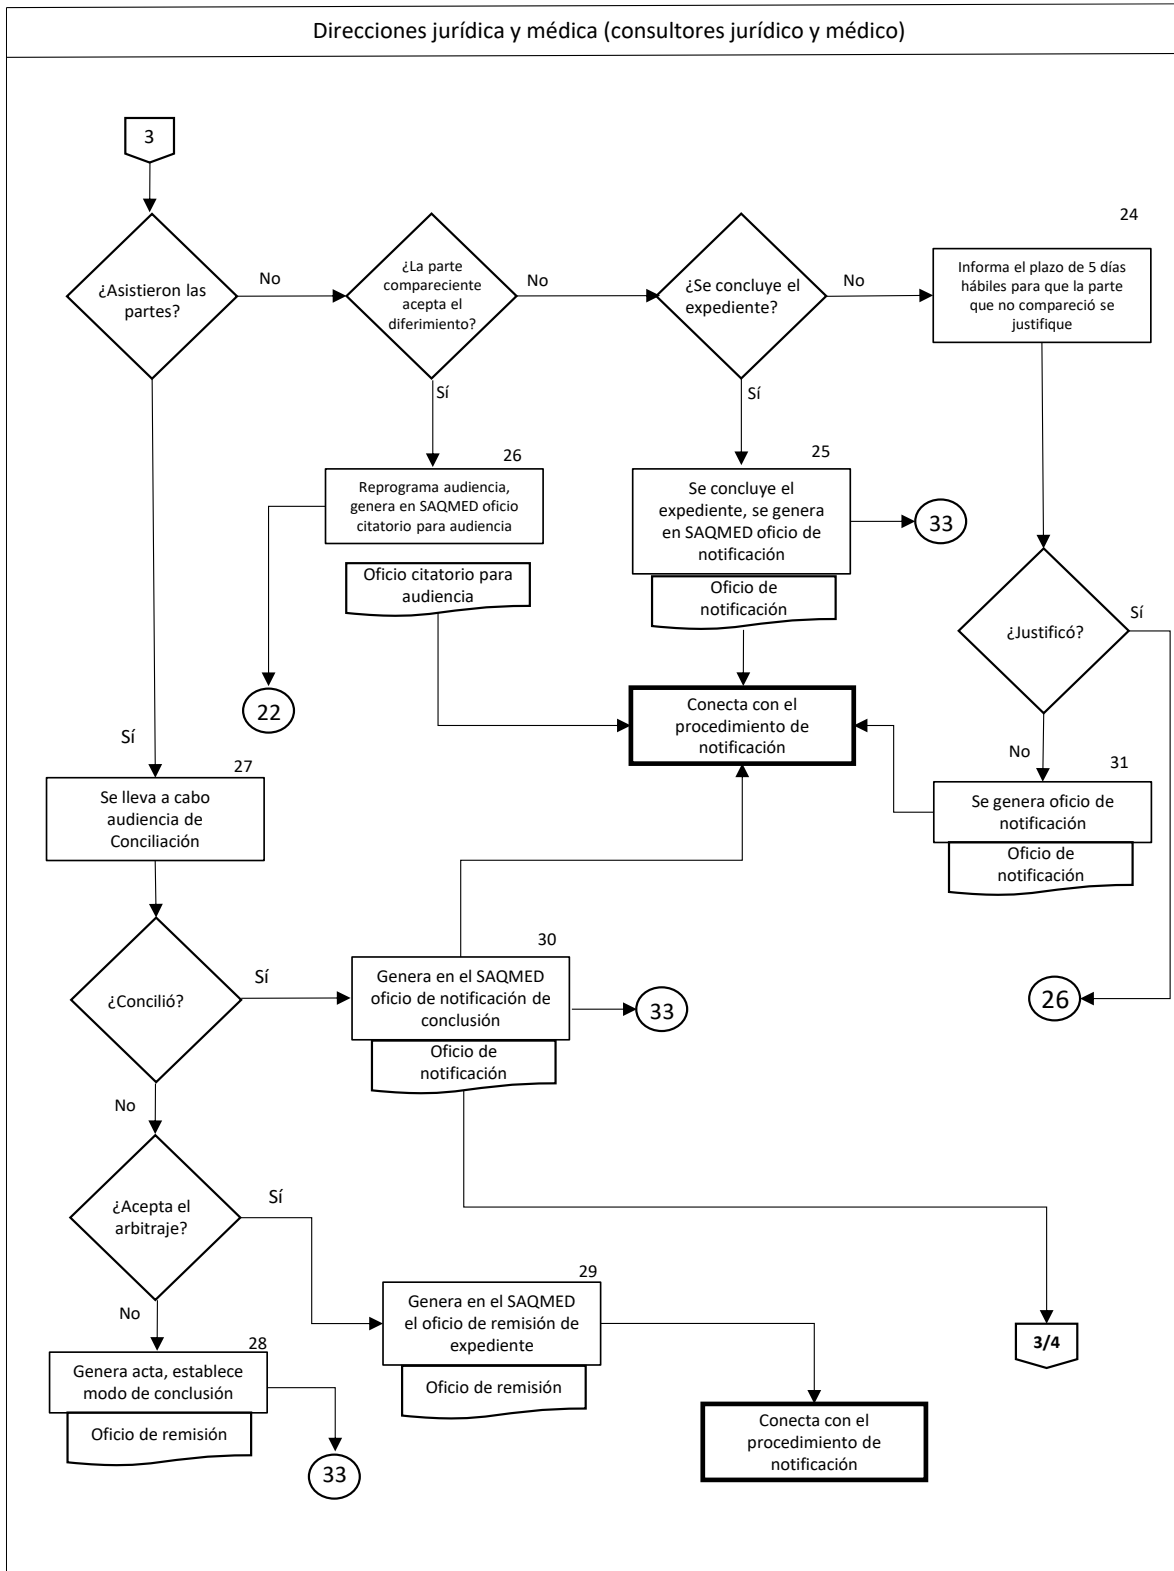 Direcciones jurídica y médica (consultores jurídico y médico)
3
¿Asistieron las
partes?
No
¿La parte
compareciente
acepta el
diferimiento?
No
¿Se concluye el
expediente?
No
24
Informa el plazo de 5 días
hábiles para que la parte
que no compareció se
justifique
Sí
Sí
26
Reprograma audiencia,
genera en SAQMED oficio
citatorio para audiencia
Oficio citatorio para
audiencia
22
25
Se concluye el
expediente, se genera
en SAQMED oficio de
notificación
Oficio de
notificación
33
¿Justificó?
Sí
No
Conecta con el
procedimiento de
notificación
31
Se genera oficio de
notificación
Oficio de
notificación
26
Sí
27
Se lleva a cabo
audiencia de
Conciliación
¿Concilió?
Sí
30
Genera en el SAQMED
oficio de notificación de
conclusión
Oficio de
notificación
33
No
¿Acepta el
arbitraje?
Sí
29
Genera en el SAQMED
el oficio de remisión de
expediente
Oficio de remisión
3/4
No
28
Genera acta, establece
modo de conclusión
Oficio de remisión
33
Conecta con el
procedimiento de
notificación